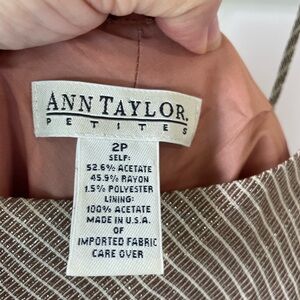 ANN TAYLOR.
PETITES
2P
SELF:
52.6% ACETATE
45.9% RAYON
1.5% POLYESTER
LINING:
100% ACETATE
MADE IN U.S.A.
OF
IMPORTED FABRIC
CARE OVER